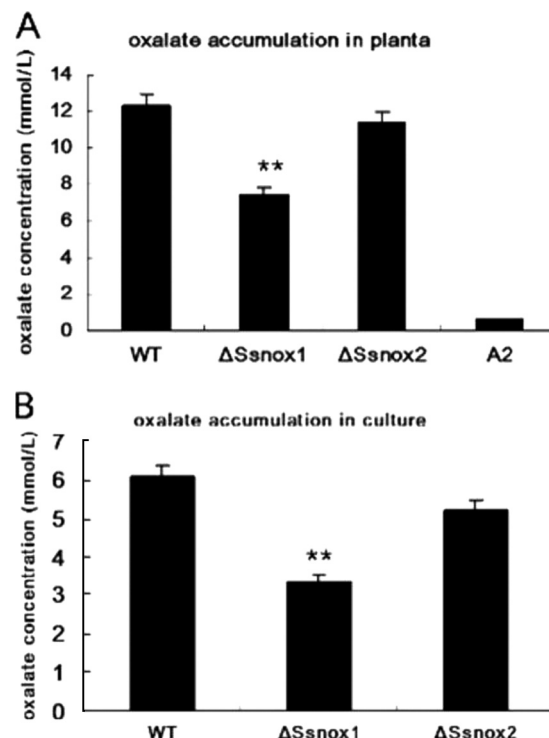 A
oxalate accumulation in planta
oxalate concentration (mmol/L)
14
12
10
8
6
4
2
0
**
WT ΔSsnox1 ΔSsnox2 A2
B
oxalate accumulation in culture
oxalate concentration (mmol/L)
7
6
5
4
3
2
1
0
**
WT ΔSsnox1 ΔSsnox2